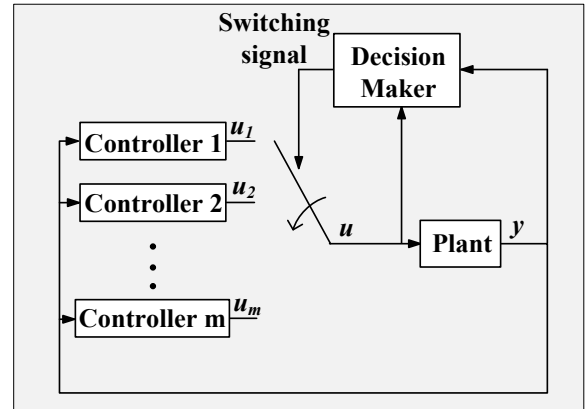 Switching
signal
Decision
Maker
Controller 1
u1
Controller 2
u2
u
Plant
y
Controller m
um